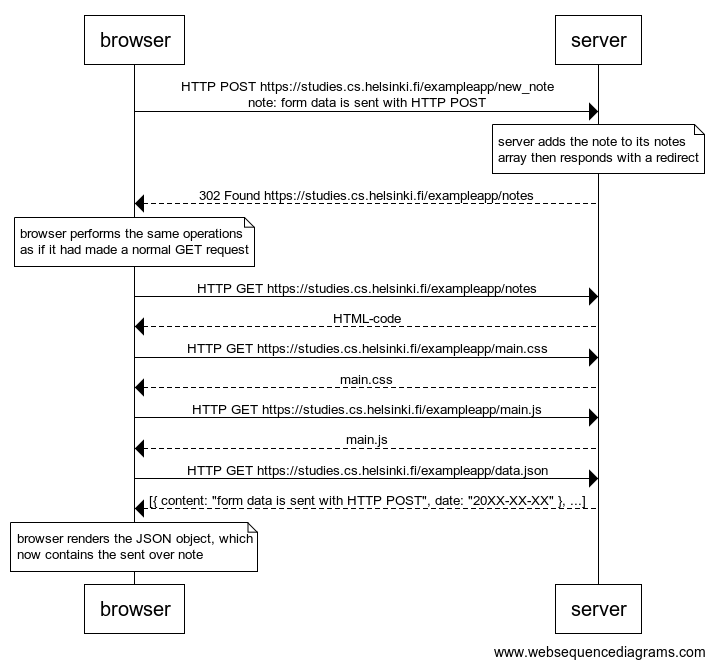 browser
server
HTTP POST https://studies.cs.helsinki.fi/exampleapp/new_note
note: form data is sent with HTTP POST
server adds the note to its notes
array then responds with a redirect
302 Found https://studies.cs.helsinki.fi/exampleapp/notes
browser performs the same operations
as if it had made a normal GET request
HTTP GET https://studies.cs.helsinki.fi/exampleapp/notes
HTML-code
HTTP GET https://studies.cs.helsinki.fi/exampleapp/main.css
main.css
HTTP GET https://studies.cs.helsinki.fi/exampleapp/main.js
main.js
HTTP GET https://studies.cs.helsinki.fi/exampleapp/data.json
[{ content: "form data is sent with HTTP POST", date: "20XX-XX-XX" }, ...]
browser renders the JSON object, which
now contains the sent over note
browser
server
www.websequencediagrams.com